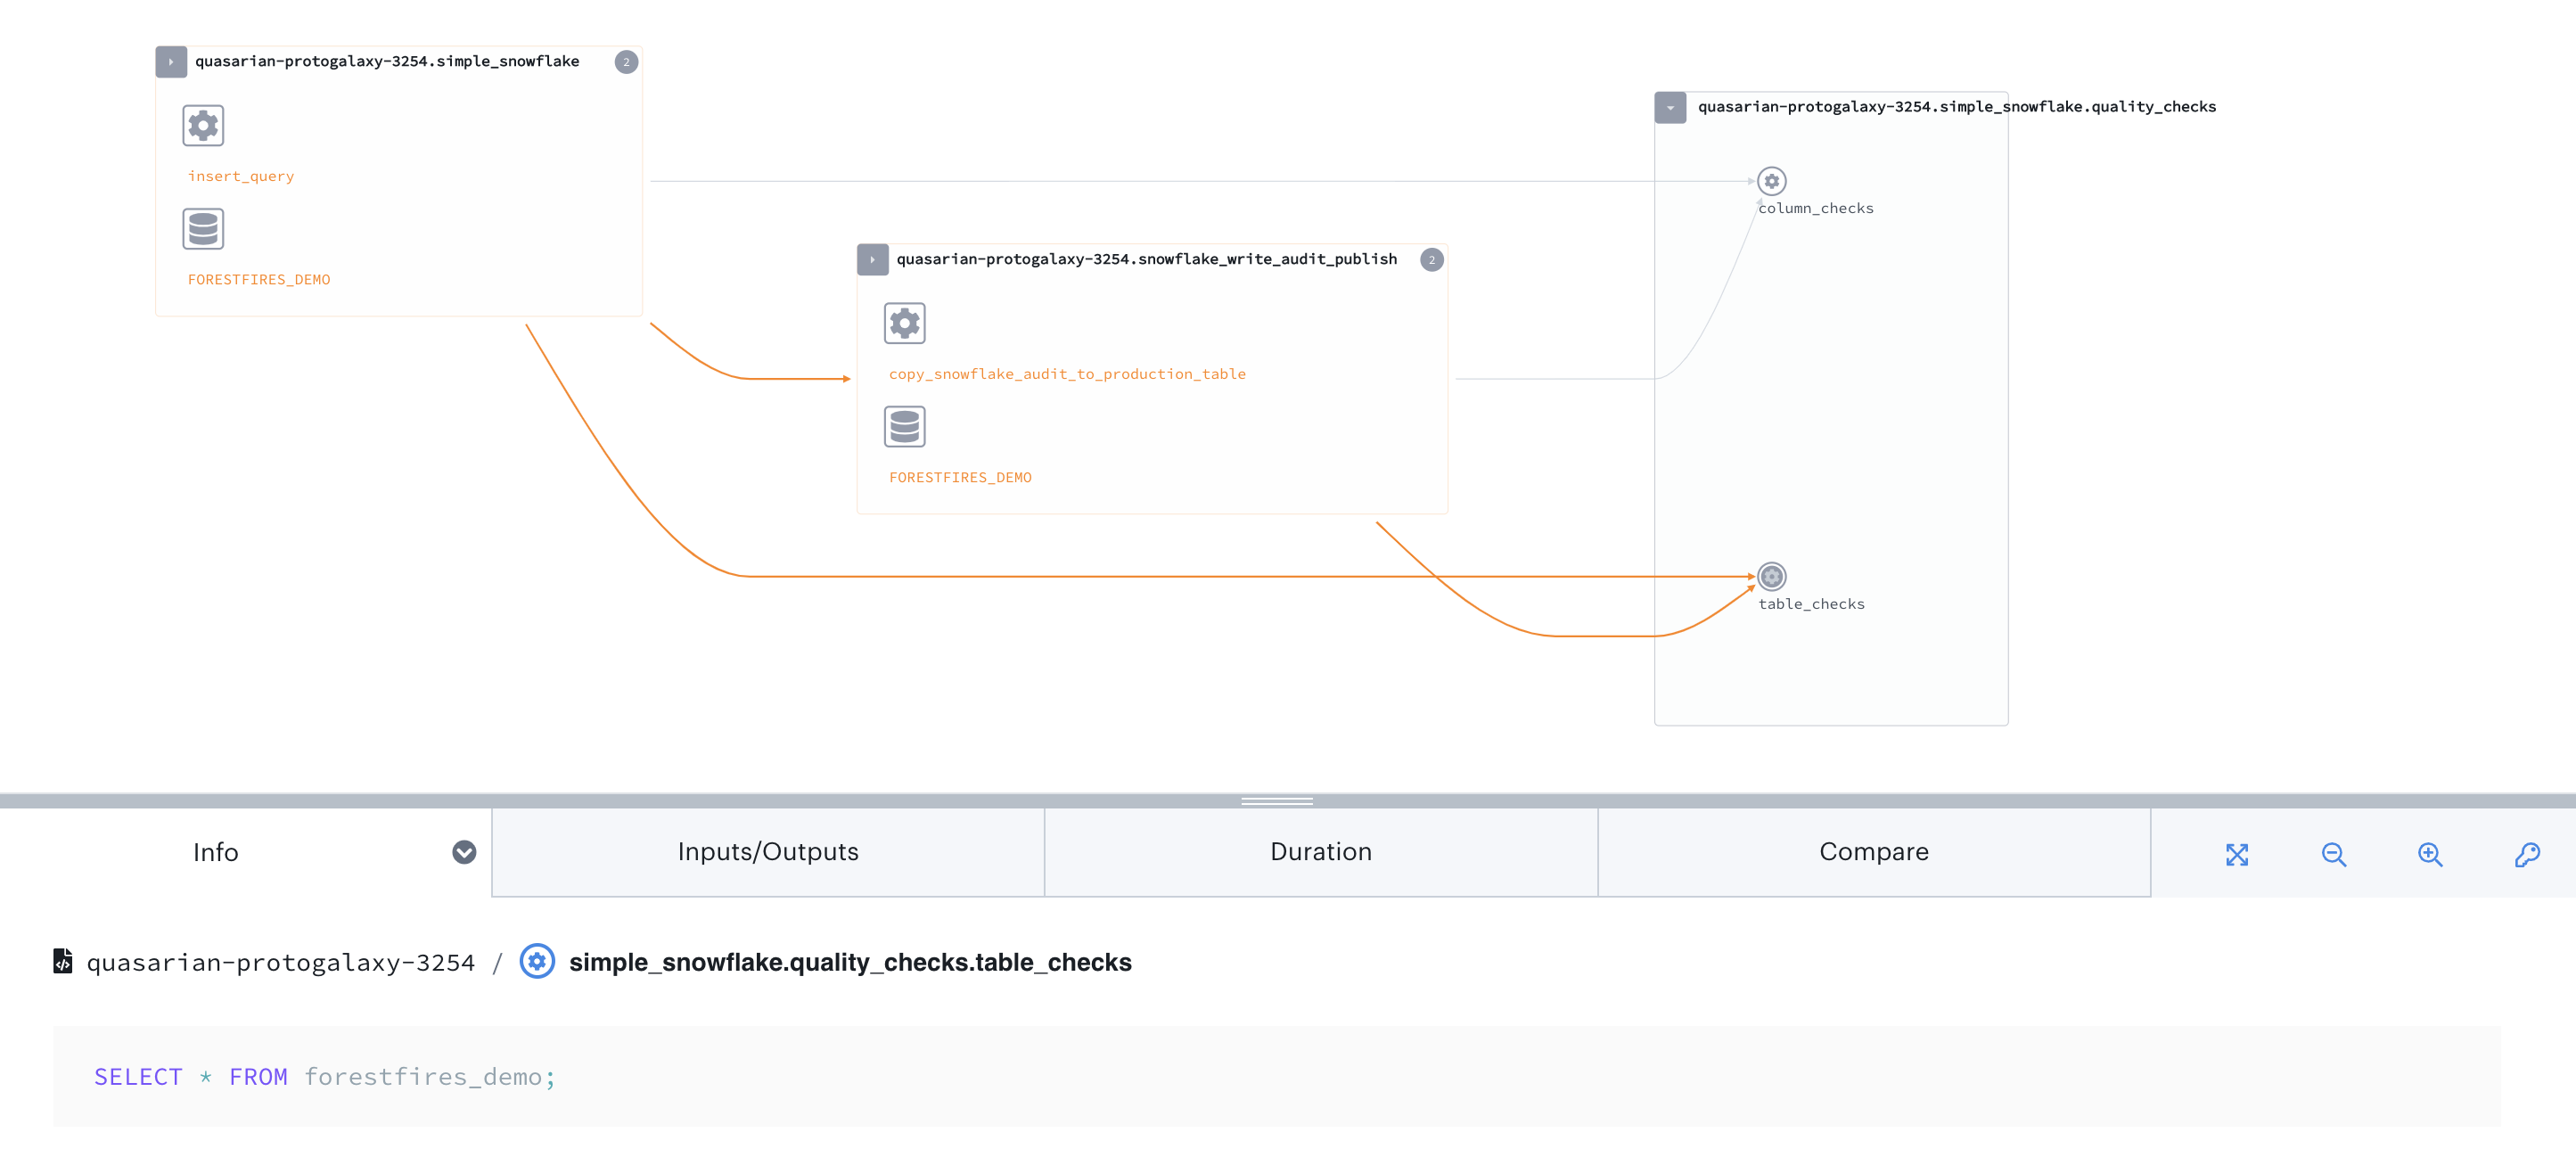 quasarian-protogalaxy-3254.simple_snowflake 2
insert_query
FORESTFIRES_DEMO
quasarian-protogalaxy-3254.snowflake_write_audit_publish 2
copy_snowflake_audit_to_production_table
FORESTFIRES_DEMO
quasarian-protogalaxy-3254.simple_snowflake.quality_checks
column_checks
table_checks
Info Inputs/Outputs Duration Compare
quasarian-protogalaxy-3254 / simple_snowflake.quality_checks.table_checks
SELECT * FROM forestfires_demo;